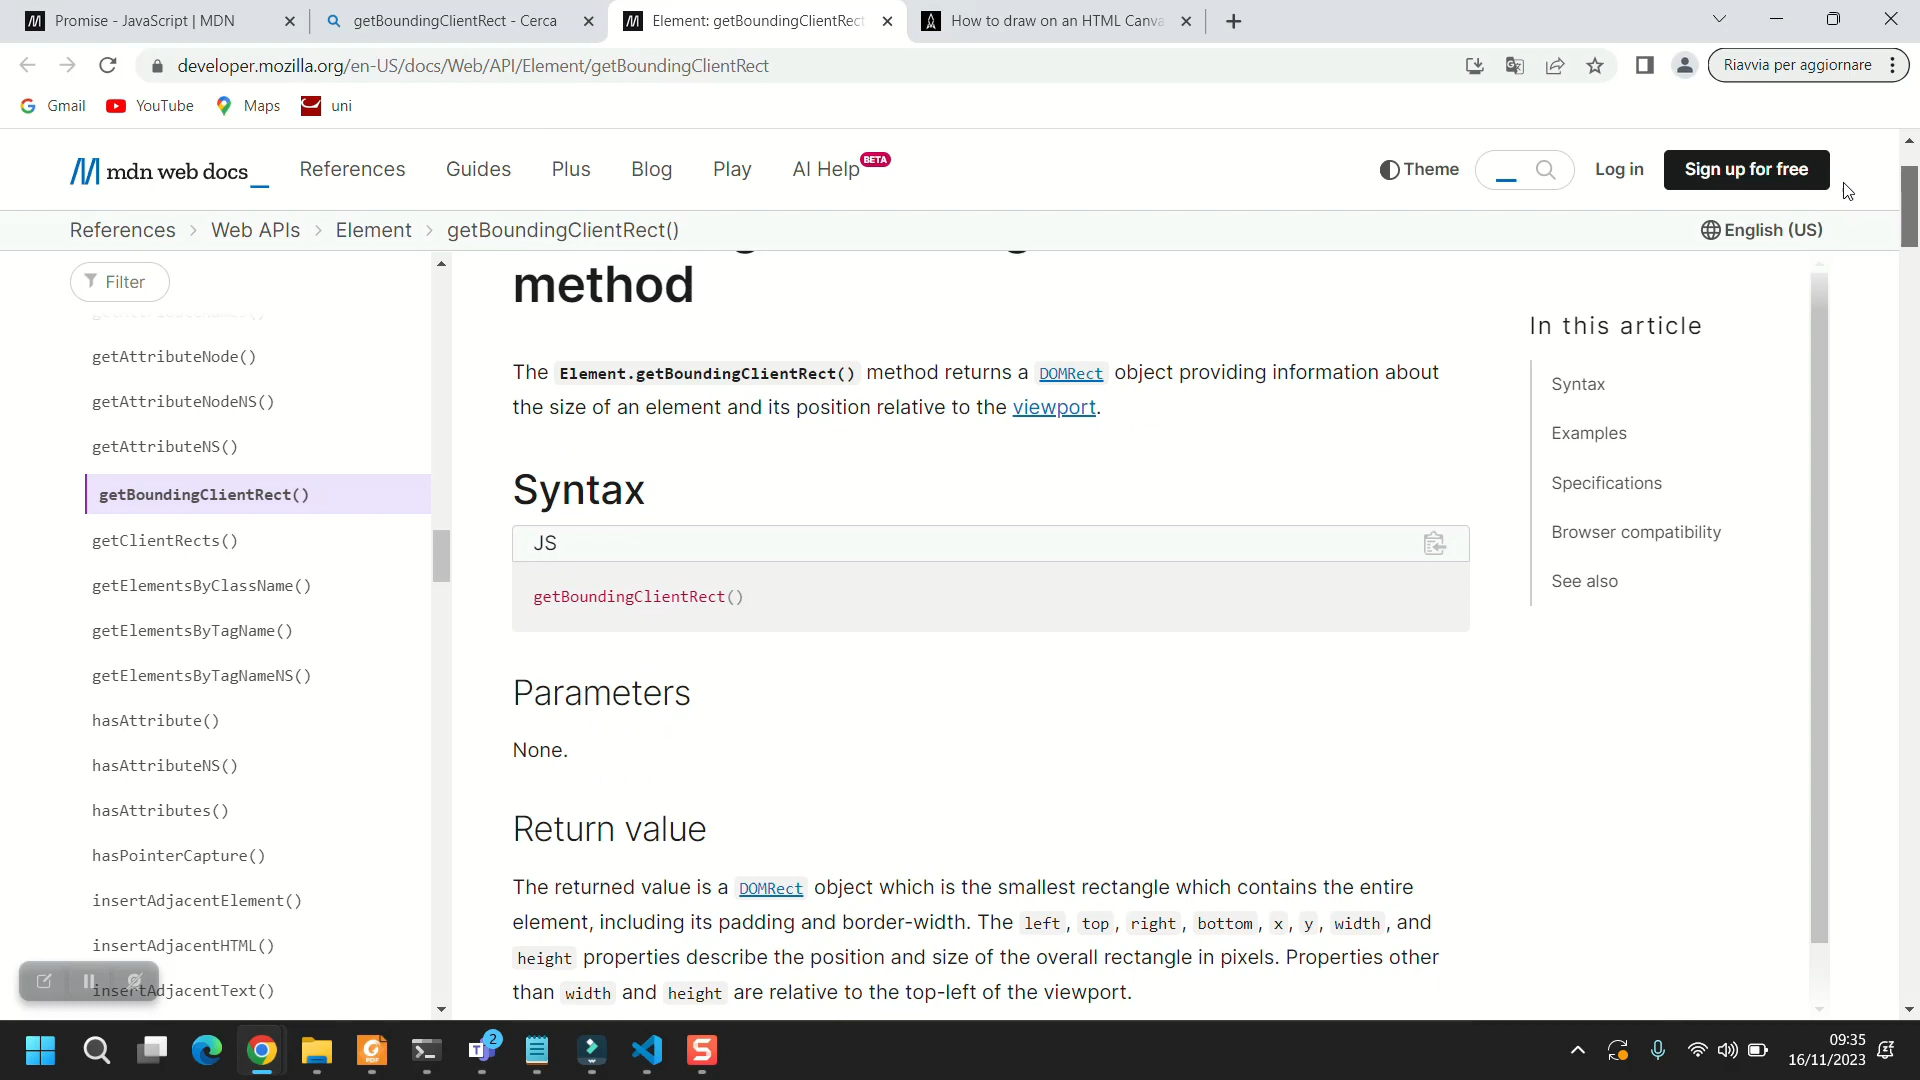 Promise - JavaScript | MDN
getBoundingClientRect - Cerca
Element: getBoundingClientRect
How to draw on an HTML Canva
developer.mozilla.org/en-US/docs/Web/API/Element/getBoundingClientRect
Riavvia per aggiornare
Gmail
YouTube
Maps
uni
mdn web docs
References
Guides
Plus
Blog
Play
AI Help
BETA
Theme
Log in
Sign up for free
References
Web APIs
Element
getBoundingClientRect()
English (US)
Filter
getAttributeNode()
getAttributeNodeNS()
getAttributeNS()
getBoundingClientRect()
getClientRects()
getElementsByClassName()
getElementsByTagName()
getElementsByTagNameNS()
hasAttribute()
hasAttributeNS()
hasAttributes()
hasPointerCapture()
insertAdjacentElement()
insertAdjacentHTML()
insertAdjacentText()
method
The Element.getBoundingClientRect() method returns a DOMRect object providing information about
the size of an element and its position relative to the viewport.
Syntax
JS
getBoundingClientRect()
Parameters
None.
Return value
The returned value is a DOMRect object which is the smallest rectangle which contains the entire
element, including its padding and border-width. The left, top, right, bottom, x, y, width, and
height properties describe the position and size of the overall rectangle in pixels. Properties other
than width and height are relative to the top-left of the viewport.
In this article
Syntax
Examples
Specifications
Browser compatibility
See also
PDF
2
09:35
16/11/2023